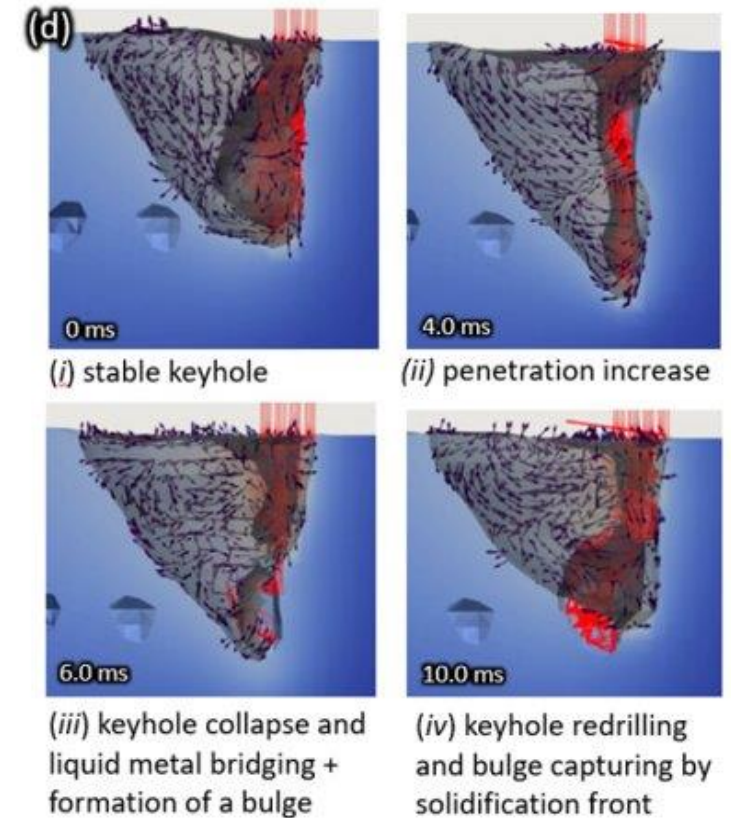 (d)
0 ms
4.0 ms
(i) stable keyhole
(ii) penetration increase
6.0 ms
10.0 ms
(iii) keyhole collapse and
liquid metal bridging +
formation of a bulge
(iv) keyhole redrilling
and bulge capturing by
solidification front